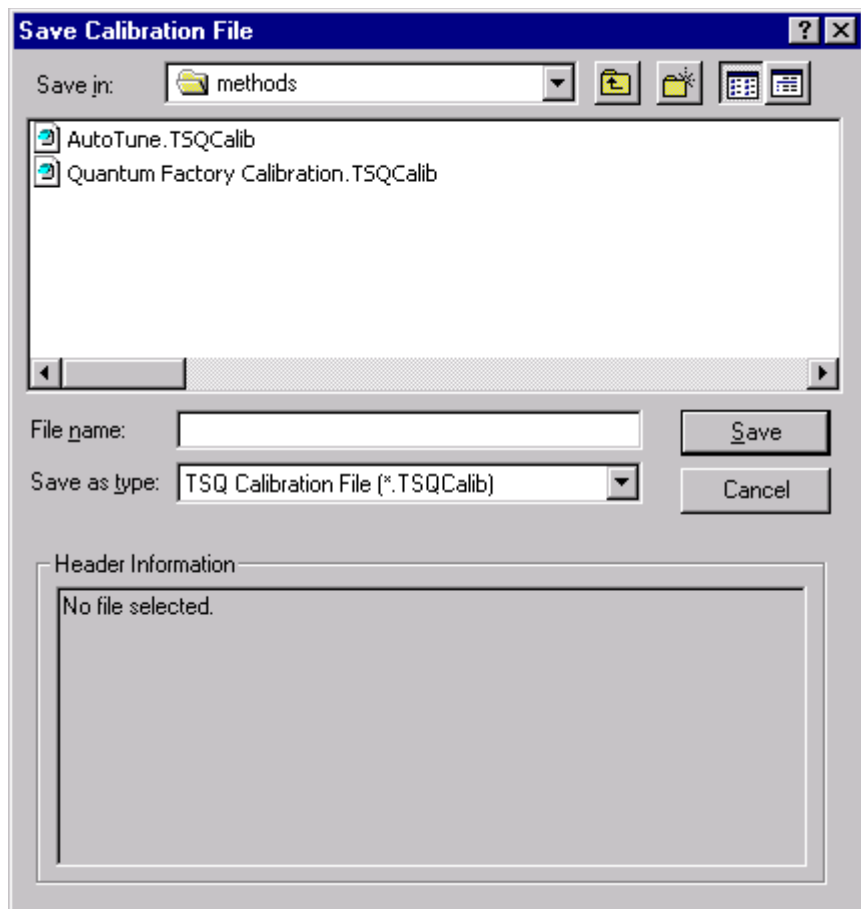 Save Calibration File
Save in: methods
AutoTune.TSQCalib
Quantum Factory Calibration.TSQCalib
File name: Save
Save as type: TSQ Calibration File (*.TSQCalib) Cancel
Header Information
No file selected.